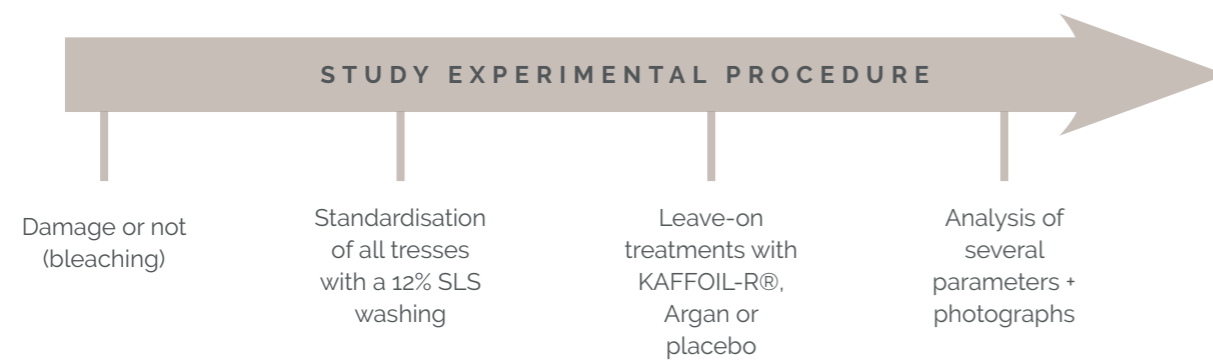 STUDY EXPERIMENTAL PROCEDURE
Damage or not
(bleaching)
Standardisation
of all tresses
with a 12% SLS
washing
Leave-on
treatments with
KAFFOIL-R®,
Argan or
placebo
Analysis of
several
parameters +
photographs